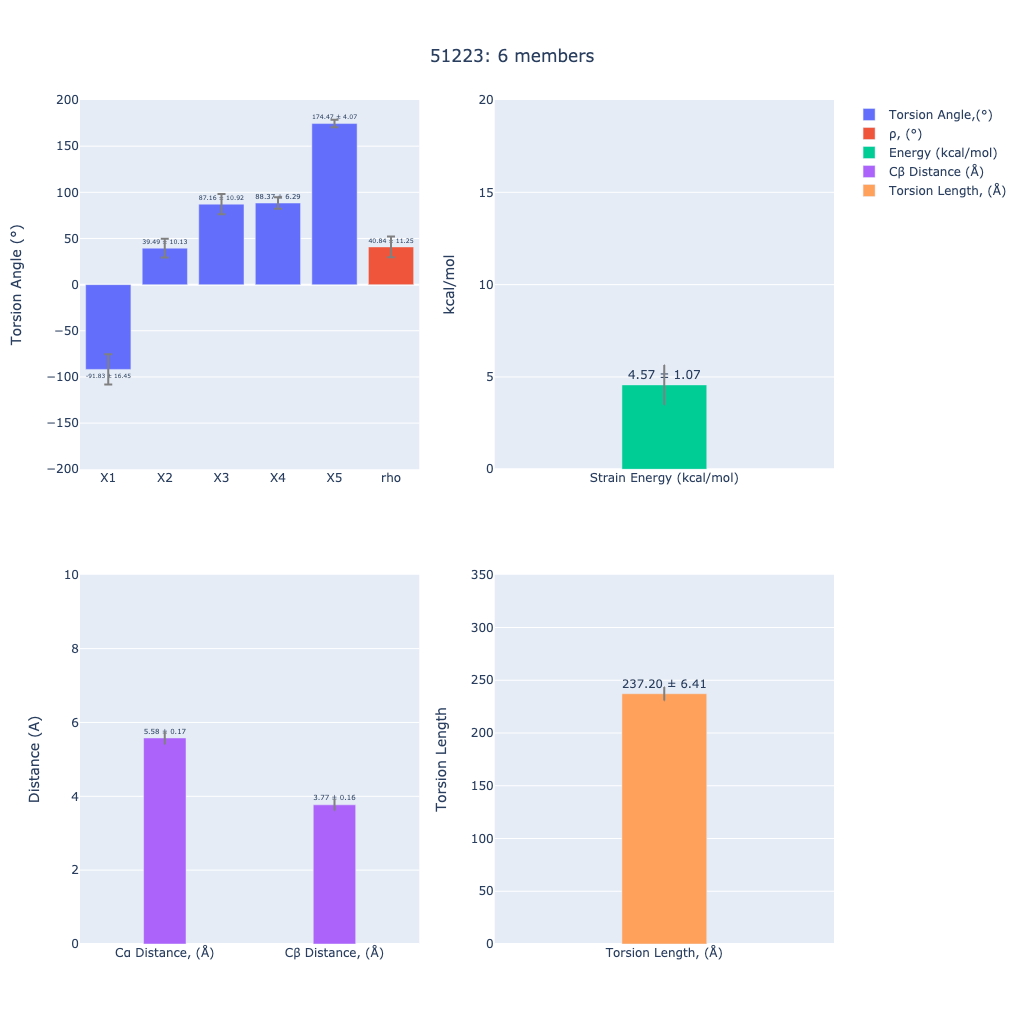 51223: 6 members
Torsion Angle (°)
200
150
100
50
0
−50
−100
−150
−200
-91.83 ± 16.45
39.49 ± 10.13
87.16 ± 10.92
88.37 ± 6.29
174.47 ± 4.07
40.84 ± 11.25
X1 X2 X3 X4 X5 rho
kcal/mol
20
15
10
5
0
4.57 ± 1.07
Strain Energy (kcal/mol)
Torsion Angle,(°)
ρ, (°)
Energy (kcal/mol)
Cβ Distance (Å)
Torsion Length, (Å)
Distance (A)
10
8
6
4
2
0
5.58 ± 0.17
3.77 ± 0.16
Cα Distance, (Å) Cβ Distance, (Å)
Torsion Length
350
300
250
200
150
100
50
0
237.20 ± 6.41
Torsion Length, (Å)